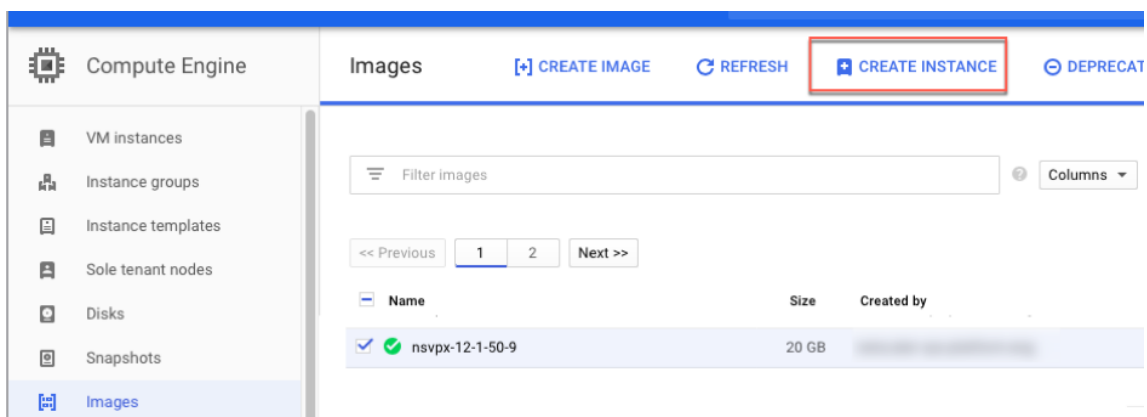 Compute Engine
Images
CREATE IMAGE
REFRESH
CREATE INSTANCE
DEPRECAT
VM instances
Instance groups
Instance templates
Sole tenant nodes
Disks
Snapshots
Images
Filter images
Columns
<< Previous
1
2
Next >>
Name
Size
Created by
nsvpx-12-1-50-9
20 GB